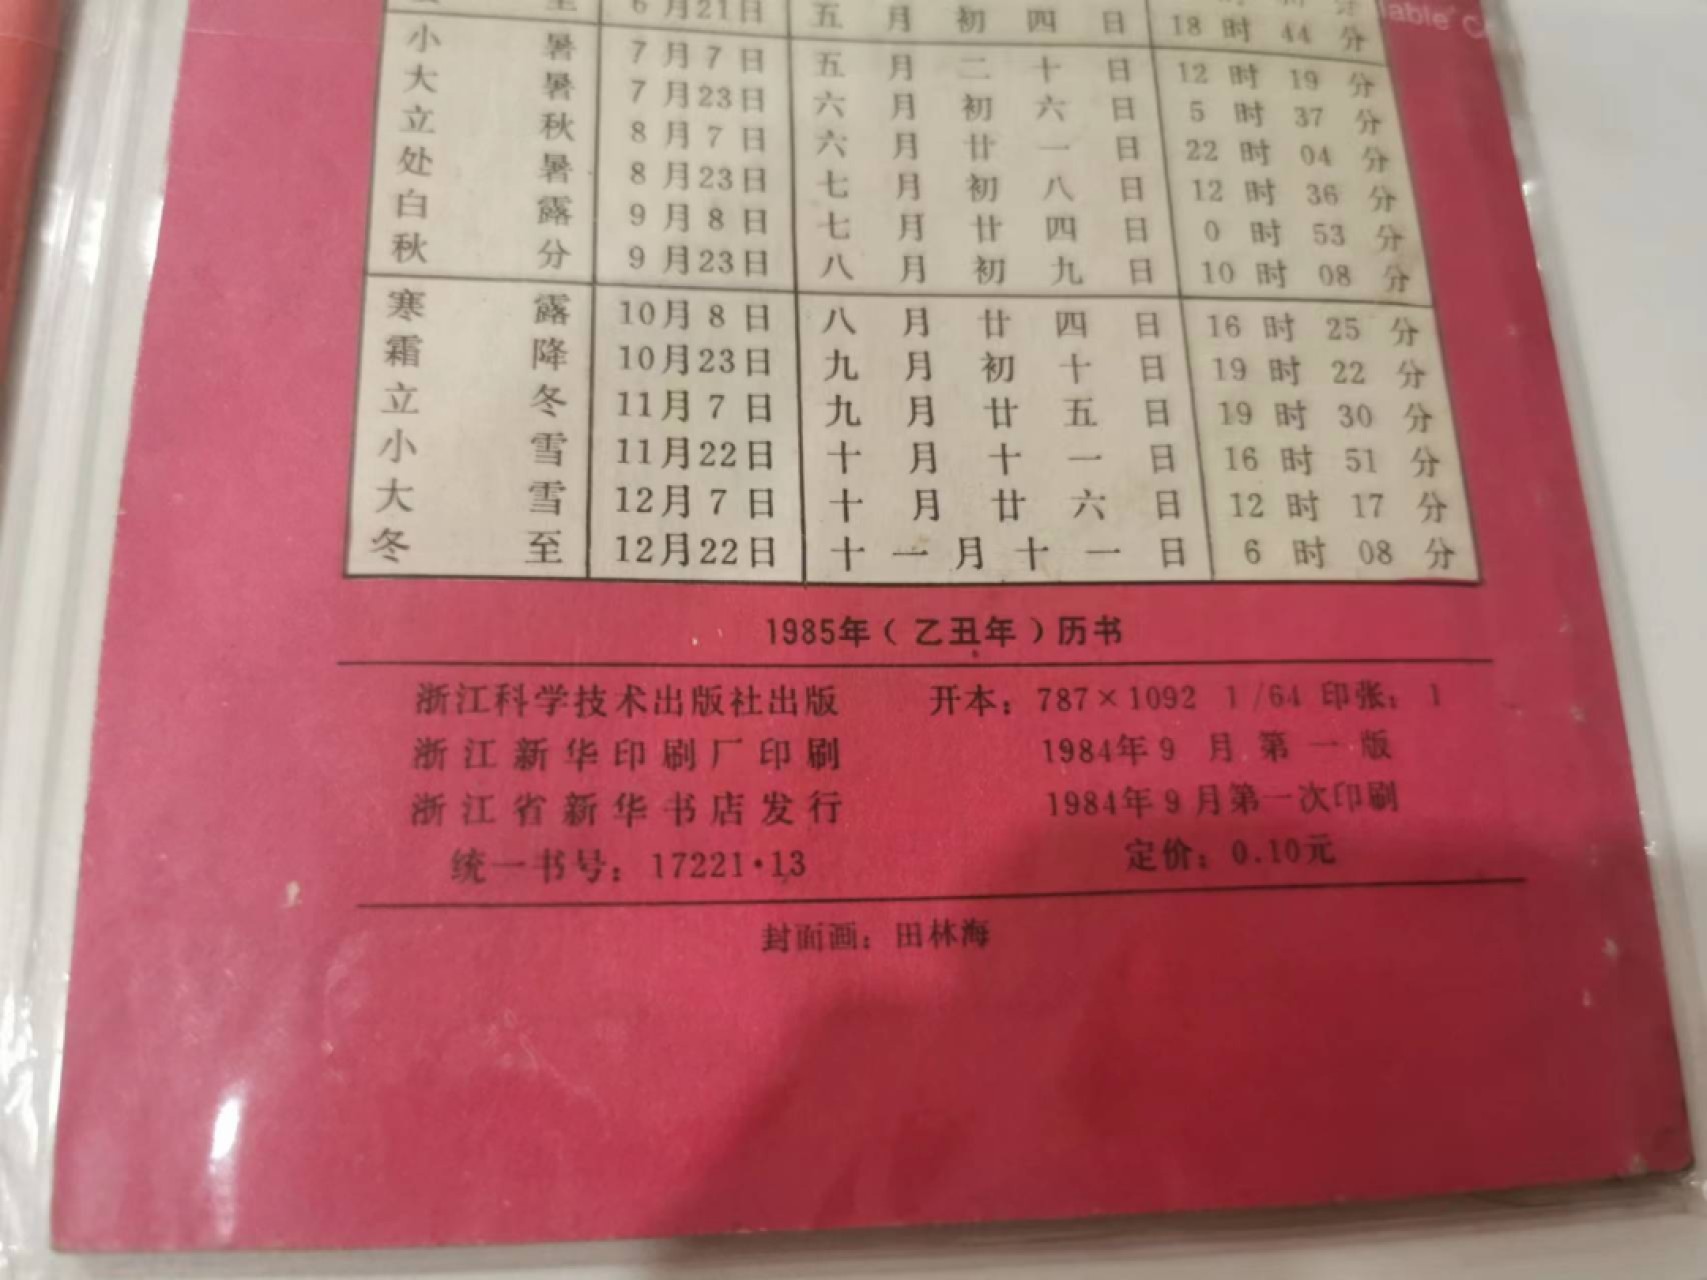 至 6月21日 五月初四日 18时44分
小暑 7月7日 五月二十日 12时19分
大暑 7月23日 六月初六日 5时37分
立秋 8月7日 六月廿一日 22时04分
处暑 8月23日 七月初八日 12时36分
白露 9月8日 七月廿四日 0时53分
秋分 9月23日 八月初九日 10时08分
寒露 10月8日 八月廿四日 16时25分
霜降 10月23日 九月初十日 19时22分
立冬 11月7日 九月廿五日 19时30分
小雪 11月22日 十月十一日 16时51分
大雪 12月7日 十月廿六日 12时17分
冬至 12月22日 十一月十一日 6时08分
1985年(乙丑年)历书
浙江科学技术出版社出版
浙江新华印刷厂印刷
浙江省新华书店发行
统一书号：17221·13
开本：787×1092 1/64 印张：1
1984年9月第一版
1984年9月第一次印刷
定价：0.10元
封面画：田林海